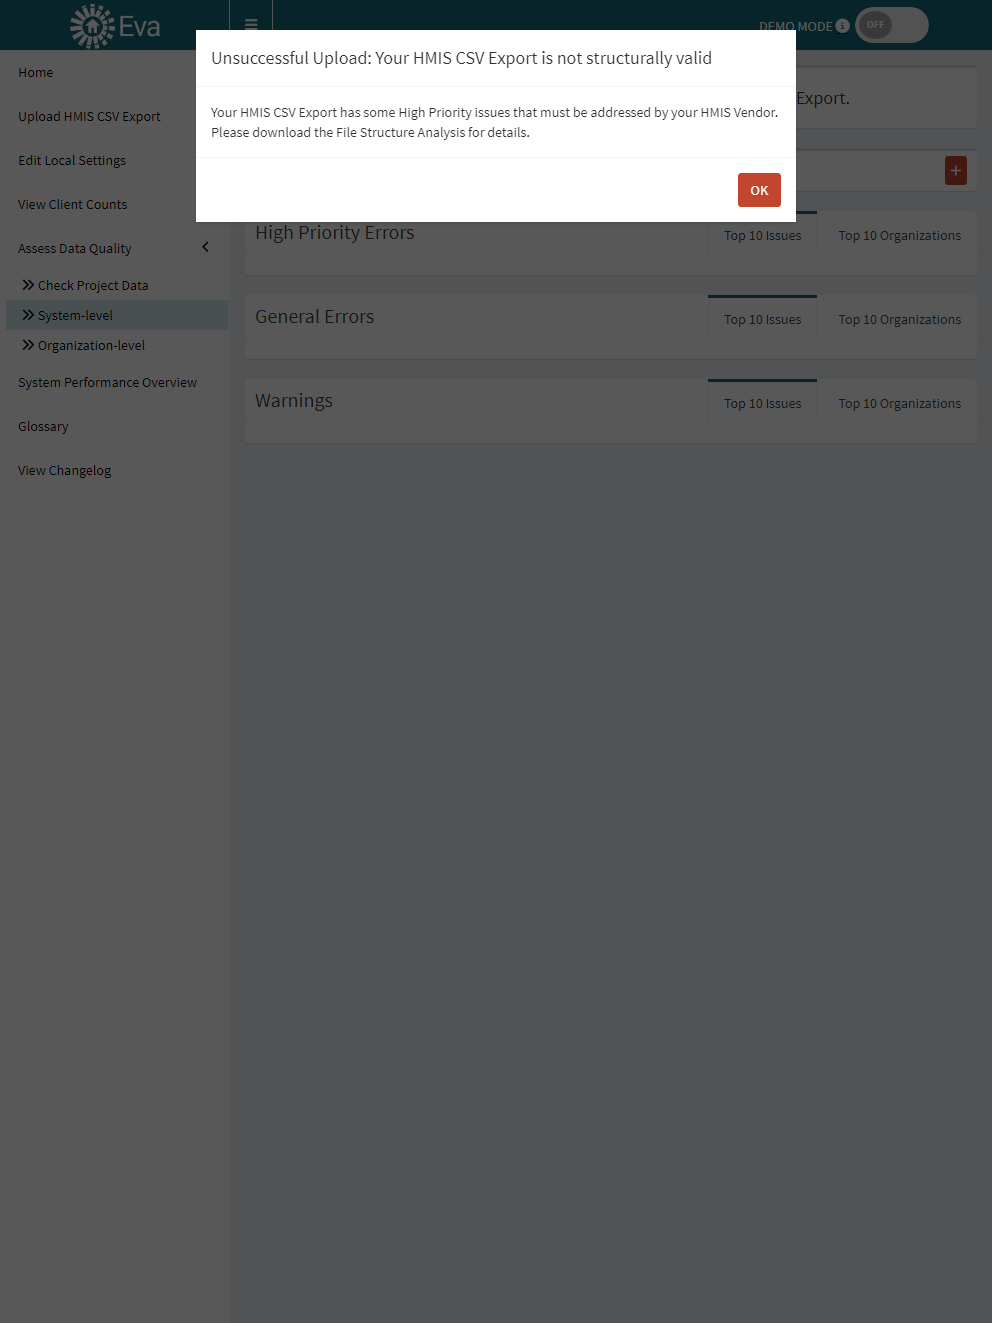 Eva
DEMO MODE
OFF
Unsuccessful Upload: Your HMIS CSV Export is not structurally valid
Your HMIS CSV Export has some High Priority issues that must be addressed by your HMIS Vendor.
Please download the File Structure Analysis for details.
OK
Home
Upload HMIS CSV Export
Edit Local Settings
View Client Counts
Assess Data Quality
Check Project Data
System-level
Organization-level
System Performance Overview
Glossary
View Changelog
Export.
High Priority Errors
Top 10 Issues
Top 10 Organizations
General Errors
Top 10 Issues
Top 10 Organizations
Warnings
Top 10 Issues
Top 10 Organizations